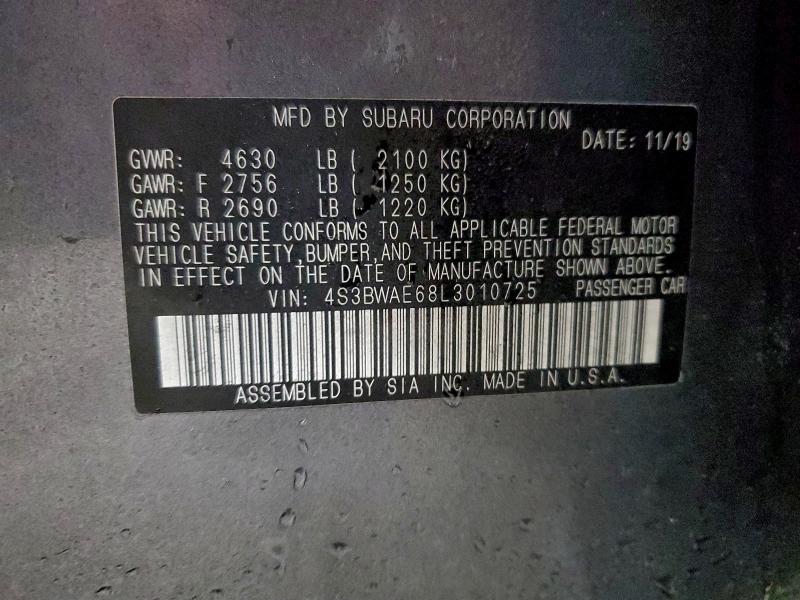 MFD BY SUBARU CORPORATION
DATE: 11/19
GVWR: 4630 LB ( 2100 KG)
GAWR: F 2756 LB ( 1250 KG)
GAWR: R 2690 LB ( 1220 KG)
THIS VEHICLE CONFORMS TO ALL APPLICABLE FEDERAL MOTOR
VEHICLE SAFETY, BUMPER, AND THEFT PREVENTION STANDARDS
IN EFFECT ON THE DATE OF MANUFACTURE SHOWN ABOVE.
VIN: 4S3BWAE68L3010725 PASSENGER CAR
ASSEMBLED BY SIA INC. MADE IN U.S.A.